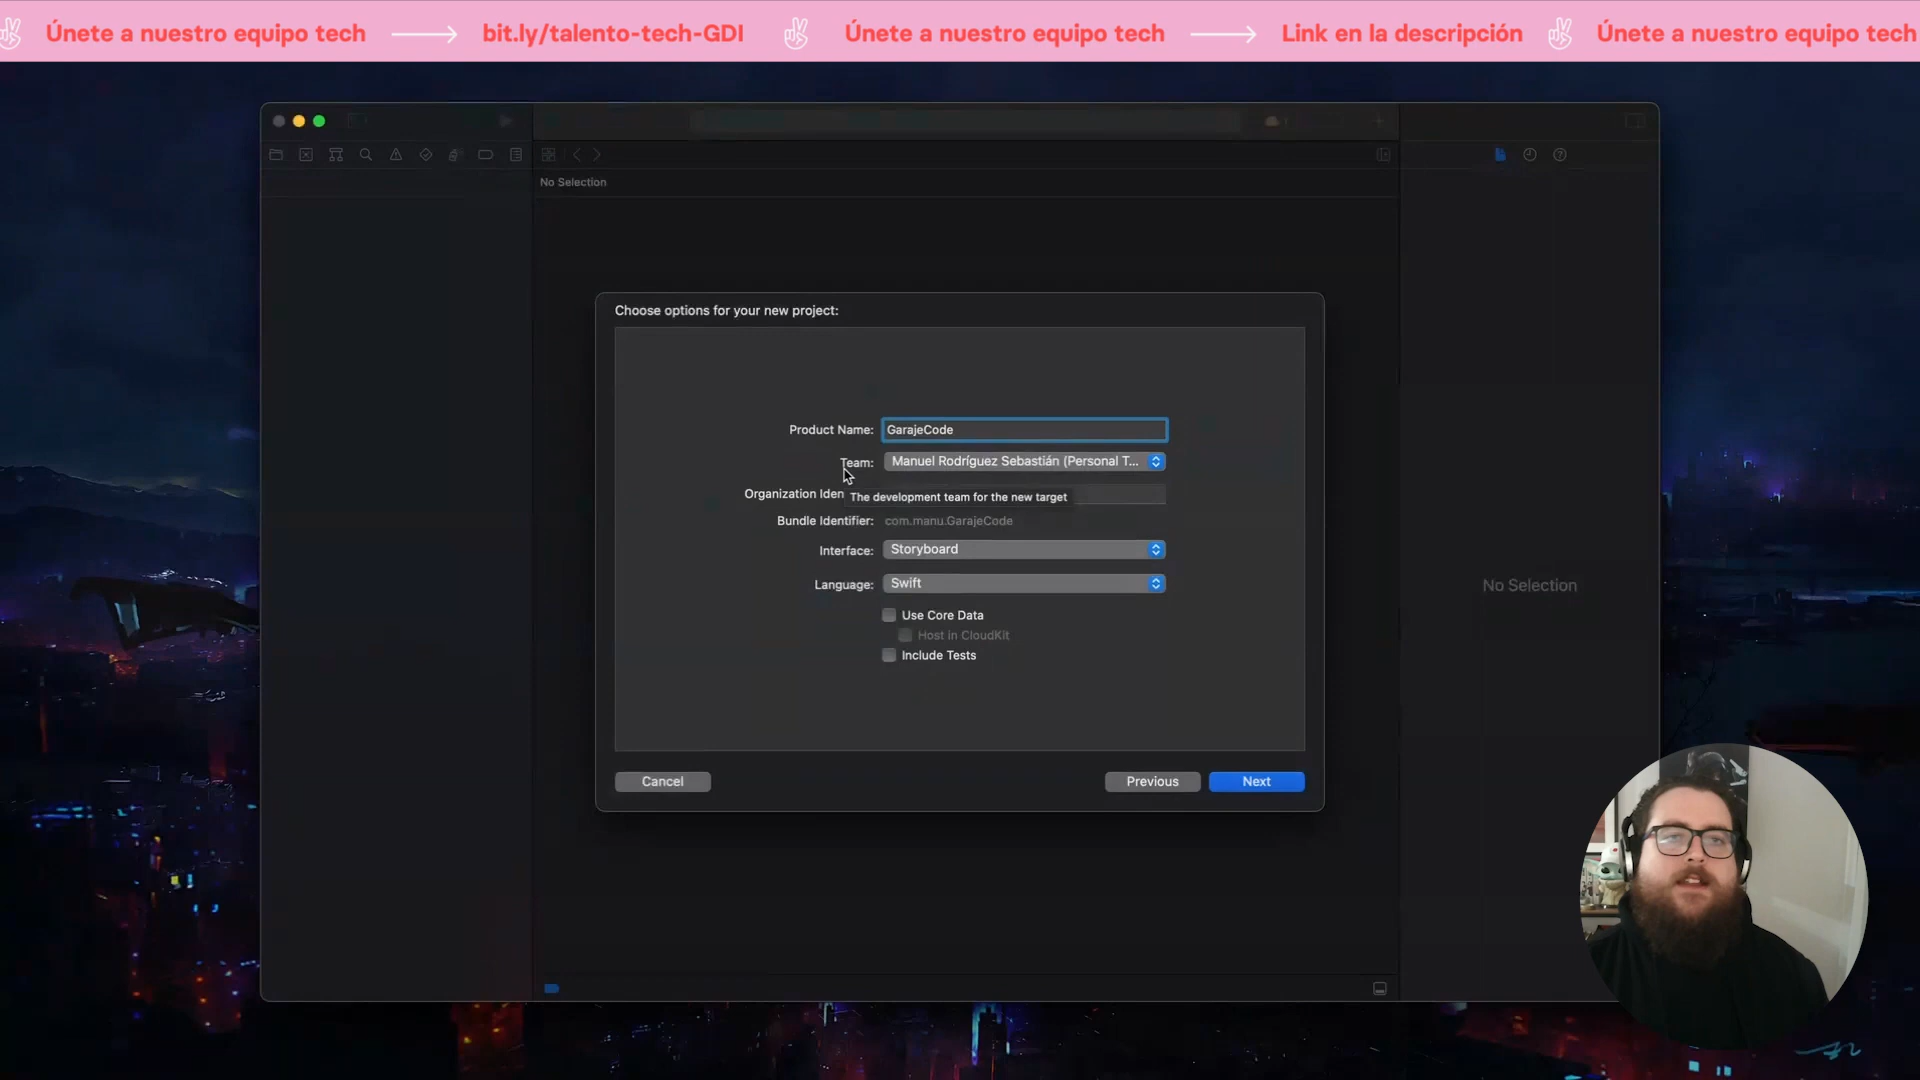 Únete a nuestro equipo tech → bit.ly/talento-tech-GDI Únete a nuestro equipo tech → Link en la descripción Únete a nuestro equipo tech
No Selection
Choose options for your new project:
Product Name: GarajeCode
Team: Manuel Rodríguez Sebastián (Personal T...
Organization Iden
The development team for the new target
Bundle Identifier: com.manu.GarajeCode
Interface: Storyboard
Language: Swift
Use Core Data
Host in CloudKit
Include Tests
No Selection
Cancel Previous Next